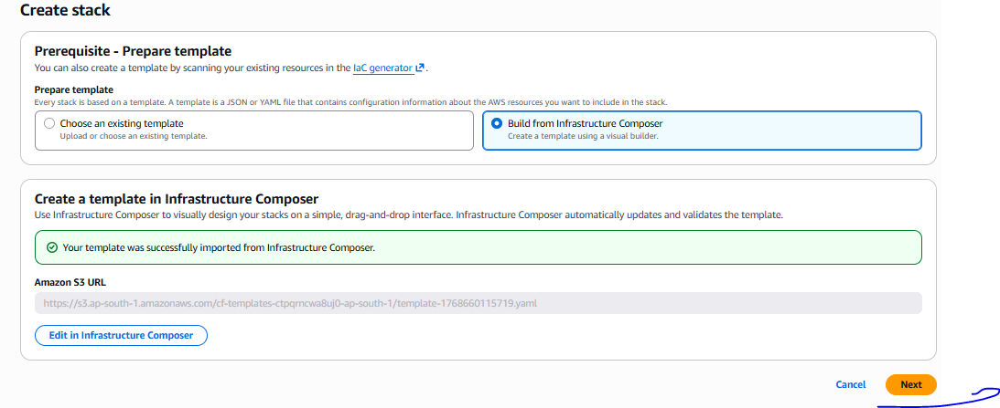 Create stack
Prerequisite - Prepare template
You can also create a template by scanning your existing resources in the IaC generator.
Prepare template
Every stack is based on a template. A template is a JSON or YAML file that contains configuration information about the AWS resources you want to include in the stack.
Choose an existing template
Upload or choose an existing template.
Build from Infrastructure Composer
Create a template using a visual builder.
Create a template in Infrastructure Composer
Use Infrastructure Composer to visually design your stacks on a simple, drag-and-drop interface. Infrastructure Composer automatically updates and validates the template.
Your template was successfully imported from Infrastructure Composer.
Amazon S3 URL
https://s3.ap-south-1.amazonaws.com/cf-templates-ctpqrncwa8uj0-ap-south-1/template-1768660115719.yaml
Edit in Infrastructure Composer
Cancel
Next